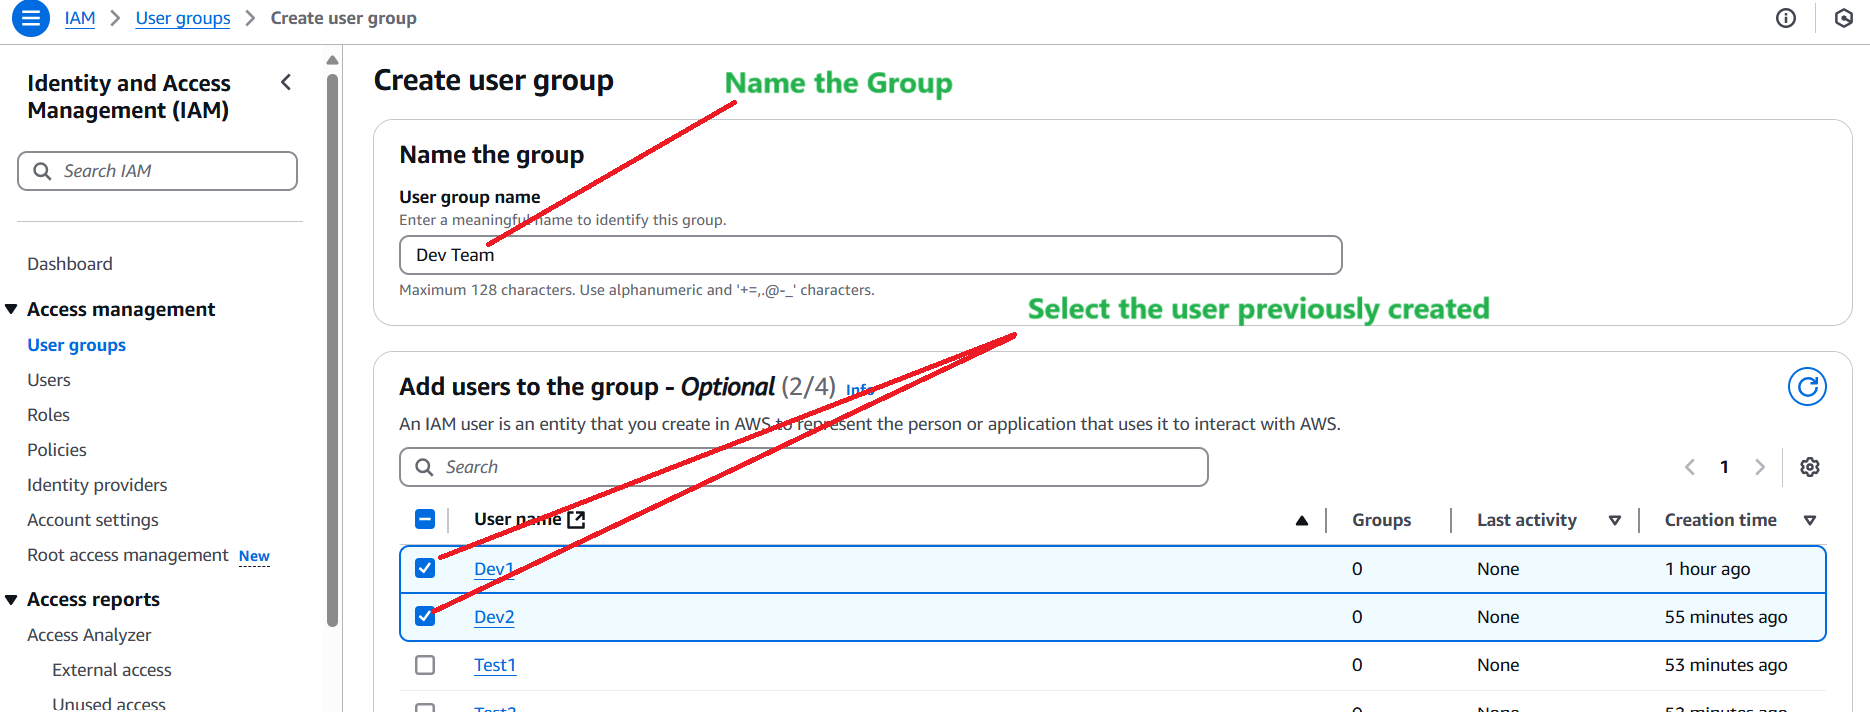 IAM > User groups > Create user group
Identity and Access
Management (IAM)
Search IAM
Dashboard
Access management
User groups
Users
Roles
Policies
Identity providers
Account settings
Root access management New
Access reports
Access Analyzer
External access
Unused access
Create user group
Name the Group
Name the group
User group name
Enter a meaningful name to identify this group.
Dev Team
Maximum 128 characters. Use alphanumeric and '+=,.@-_' characters.
Select the user previously created
Add users to the group - Optional (2/4) Info
An IAM user is an entity that you create in AWS to represent the person or application that uses it to interact with AWS.
Search
1
User name Groups Last activity Creation time
Dev1 0 None 1 hour ago
Dev2 0 None 55 minutes ago
Test1 0 None 53 minutes ago